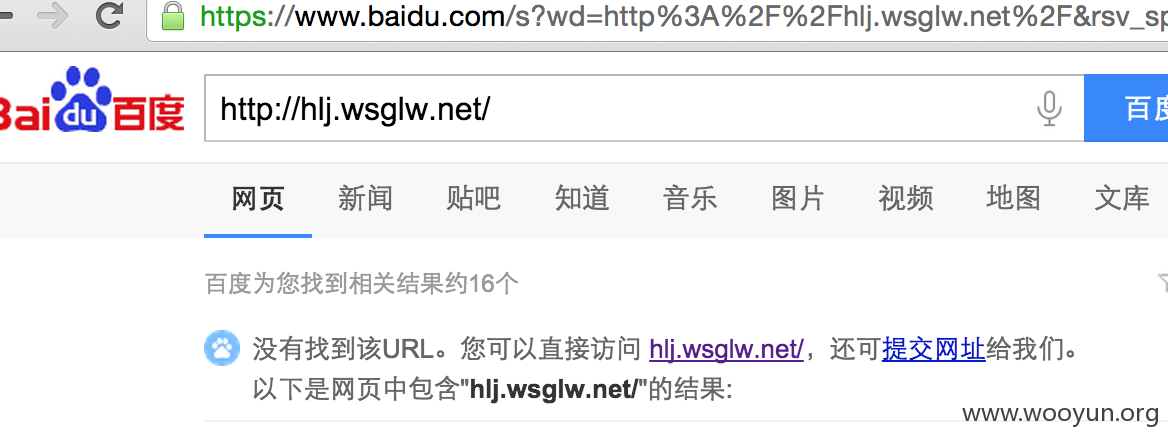 https://www.baidu.com/s?wd=http%3A%2F%2Fhlj.wsglw.net%2F&rsv_sp
Bai du 百度
http://hlj.wsglw.net/
百度
网页 新闻 贴吧 知道 音乐 图片 视频 地图 文库
百度为您找到相关结果约16个
没有找到该URL。您可以直接访问 hlj.wsglw.net/，还可提交网址给我们。
以下是网页中包含"hlj.wsglw.net/"的结果:
www.wooyun.org